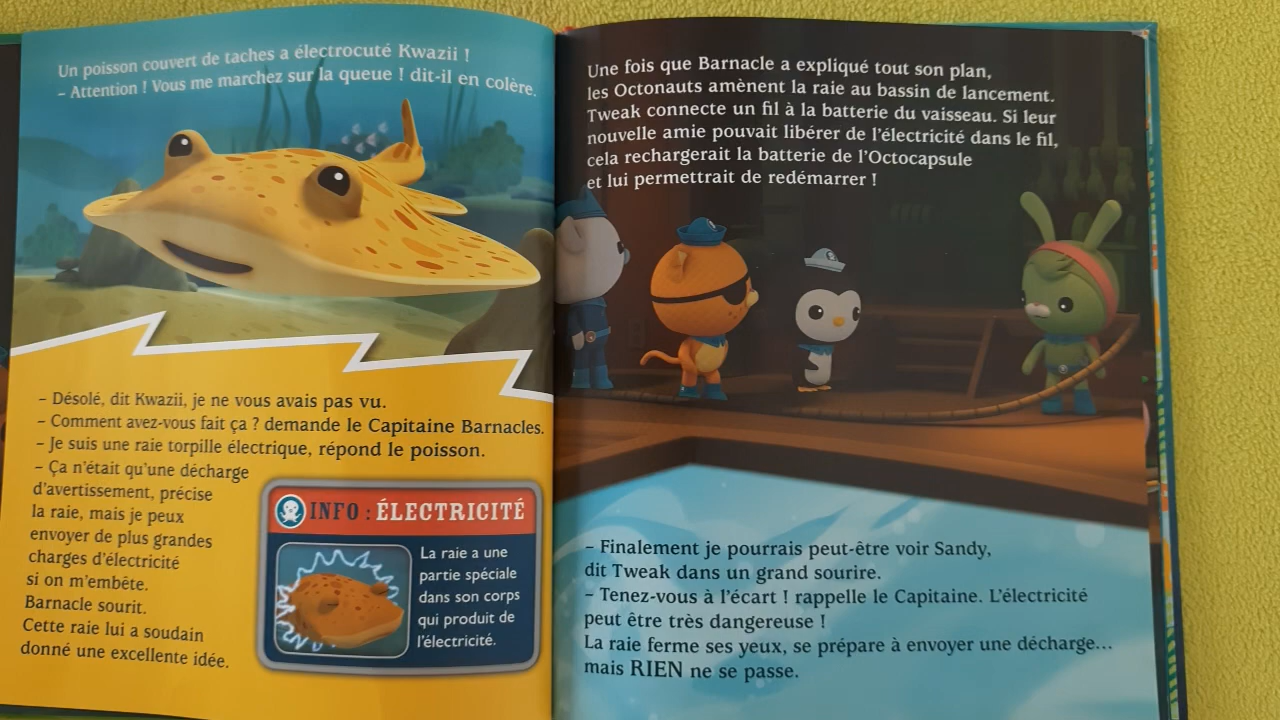 Un poisson couvert de taches a électrocuté Kwazii !
– Attention ! Vous me marchez sur la queue ! dit-il en colère.
– Désolé, dit Kwazii, je ne vous avais pas vu.
– Comment avez-vous fait ça ? demande le Capitaine Barnacles.
– Je suis une raie torpille électrique, répond le poisson.
– Ça n'était qu'une décharge
d'avertissement, précise
la raie, mais je peux
envoyer de plus grandes
charges d'électricité
si on m'embête.
Barnacle sourit.
Cette raie lui a soudain
donné une excellente idée.
INFO : ÉLECTRICITÉ
La raie a une
partie spéciale
dans son corps
qui produit de
l'électricité.
Une fois que Barnacle a expliqué tout son plan,
les Octonauts amènent la raie au bassin de lancement.
Tweak connecte un fil à la batterie du vaisseau. Si leur
nouvelle amie pouvait libérer de l'électricité dans le fil,
cela rechargerait la batterie de l'Octocapsule
et lui permettrait de redémarrer !
– Finalement je pourrais peut-être voir Sandy,
dit Tweak dans un grand sourire.
– Tenez-vous à l'écart ! rappelle le Capitaine. L'électricité
peut être très dangereuse !
La raie ferme ses yeux, se prépare à envoyer une décharge...
mais RIEN ne se passe.